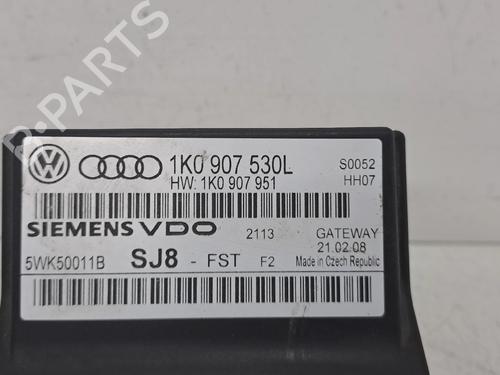 B-PARTS
1K0 907 530L S0052
HW: 1K0 907 951 HH07
SIEMENS VDO 2113 GATEWAY
21.02.08
5WK50011B SJ8 - FST F2 Made in Czech Republic